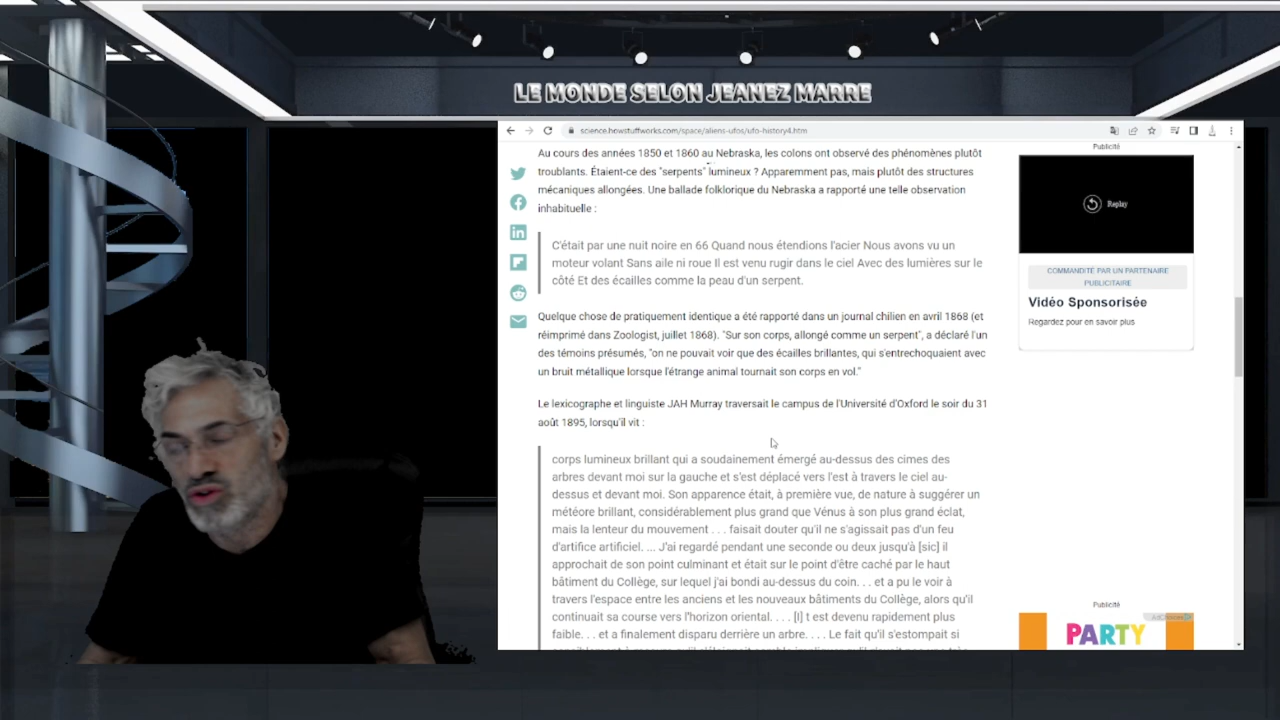 LE MONDE SELON JEANEZ MARRE
science.howstuffworks.com/space/aliens-ufos/ufo-history4.htm
Au cours des années 1850 et 1860 au Nebraska, les colons ont observé des phénomènes plutôt
troublants. Étaient-ce des "serpents" lumineux ? Apparemment pas, mais plutôt des structures
mécaniques allongées. Une ballade folklorique du Nebraska a rapporté une telle observation
inhabituelle :
C'était par une nuit noire en 66 Quand nous étendions l'acier Nous avons vu un
moteur volant Sans aile ni roue Il est venu rugir dans le ciel Avec des lumières sur le
côté Et des écailles comme la peau d'un serpent.
Quelque chose de pratiquement identique a été rapporté dans un journal chilien en avril 1868 (et
réimprimé dans Zoologist, juillet 1868). "Sur son corps, allongé comme un serpent", a déclaré l'un
des témoins présumés, "on ne pouvait voir que des écailles brillantes, qui s'entrechoquaient avec
un bruit métallique lorsque l'étrange animal tournait son corps en vol."
Le lexicographe et linguiste JAH Murray traversait le campus de l'Université d'Oxford le soir du 31
août 1895, lorsqu'il vit :
corps lumineux brillant qui a soudainement émergé au-dessus des cimes des
arbres devant moi sur la gauche et s'est déplacé vers l'est à travers le ciel au-
dessus et devant moi. Son apparence était, à première vue, de nature à suggérer un
météore brillant, considérablement plus grand que Vénus à son plus grand éclat,
mais la lenteur du mouvement . . . faisait douter qu'il ne s'agissait pas d'un feu
d'artifice artificiel. ... J'ai regardé pendant une seconde ou deux jusqu'à [sic] il
approchait de son point culminant et était sur le point d'être caché par le haut
bâtiment du Collège, sur lequel j'ai bondi au-dessus du coin. . . et a pu le voir à
travers l'espace entre les anciens et les nouveaux bâtiments du Collège, alors qu'il
continuait sa course vers l'horizon oriental. . . . [I] t est devenu rapidement plus
faible. . . et a finalement disparu derrière un arbre. . . . Le fait qu'il s'estompait si
Publicité
Replay
COMMANDITÉ PAR UN PARTENAIRE
PUBLICITAIRE
Vidéo Sponsorisée
Regardez pour en savoir plus
Publicité
AdChoices
PARTY